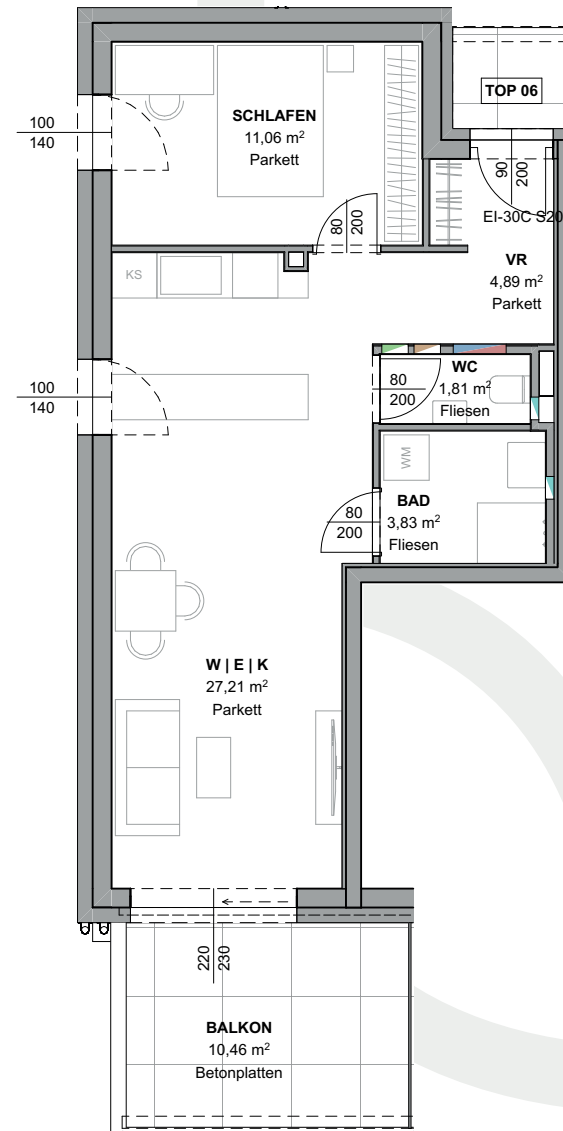 TOP 06
SCHLAFEN
11,06 m²
Parkett
100
140
90
200
EI-30C S20
80
200
VR
4,89 m²
Parkett
KS
WC
1,81 m²
Fliesen
80
200
100
140
WM
BAD
3,83 m²
Fliesen
80
200
W | E | K
27,21 m²
Parkett
220
230
BALKON
10,46 m²
Betonplatten